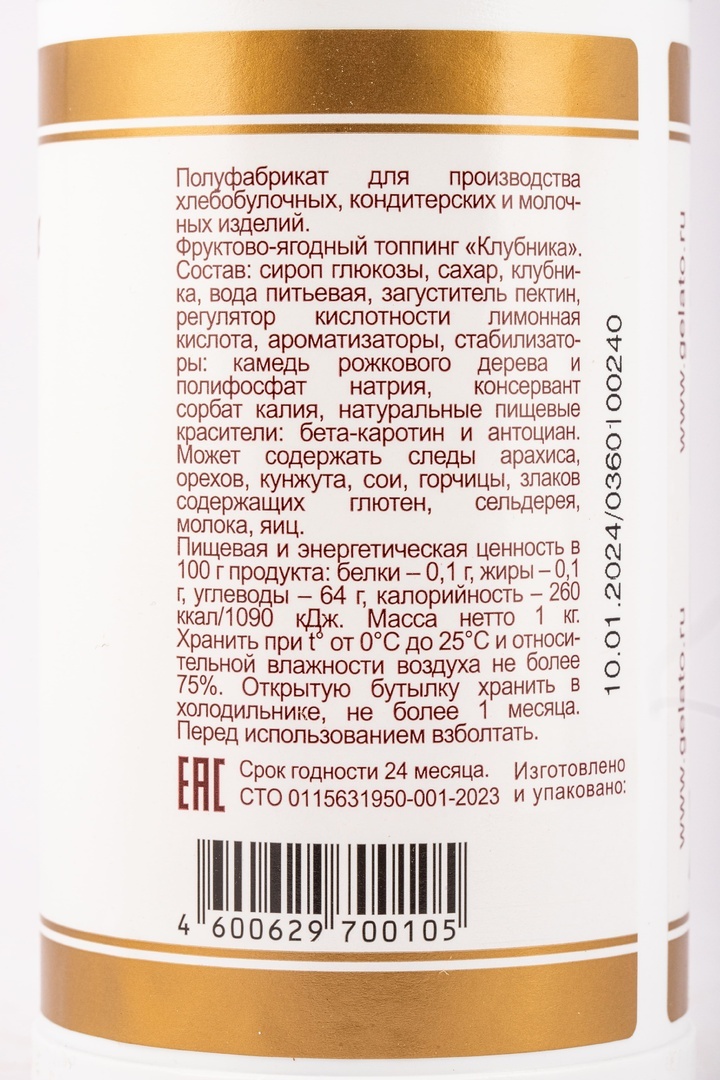 Полуфабрикат для производства
хлебобулочных, кондитерских и молоч-
ных изделий.
Фруктово-ягодный топпинг «Клубника».
Состав: сироп глюкозы, сахар, клубни-
ка, вода питьевая, загуститель пектин,
регулятор кислотности лимонная
кислота, ароматизаторы, стабилизато-
ры: камедь рожкового дерева и
полифосфат натрия, консервант
сорбат калия, натуральные пищевые
красители: бета-каротин и антоциан.
Может содержать следы арахиса,
орехов, кунжута, сои, горчицы, злаков
содержащих глютен, сельдерея,
молока, яиц.
Пищевая и энергетическая ценность в
100 г продукта: белки – 0,1 г, жиры – 0,1
г, углеводы – 64 г, калорийность – 260
ккал/1090 кДж. Масса нетто 1 кг.
Хранить при t° от 0°С до 25°С и относи-
тельной влажности воздуха не более
75%. Открытую бутылку хранить в
холодильнике, не более 1 месяца.
Перед использованием взболтать.
ЕАС
Срок годности 24 месяца.
СТО 0115631950-001-2023
Изготовлено
и упаковано:
4 600629 700105
10.01.2024/0360100240
www.gelato.ru
www.gelato.ru